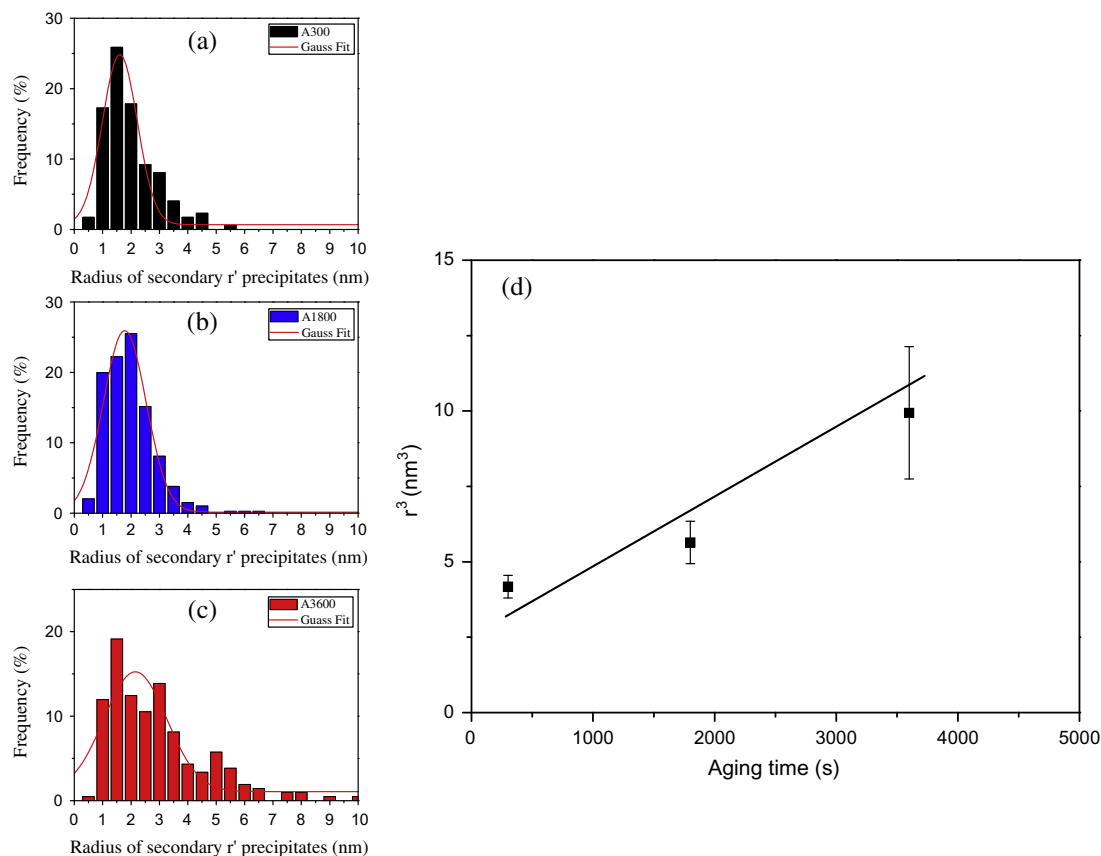 (a)
A300
Gauss Fit
30
20
10
0
Frequency (%)
0 1 2 3 4 5 6 7 8 9 10
Radius of secondary r' precipitates (nm)
(b)
A1800
Gauss Fit
30
20
10
0
Frequency (%)
0 1 2 3 4 5 6 7 8 9 10
Radius of secondary r' precipitates (nm)
(c)
A3600
Guass Fit
20
10
0
Frequency (%)
0 1 2 3 4 5 6 7 8 9 10
Radius of secondary r' precipitates (nm)
(d)
15
10
5
0
r³ (nm³)
0 1000 2000 3000 4000 5000
Aging time (s)